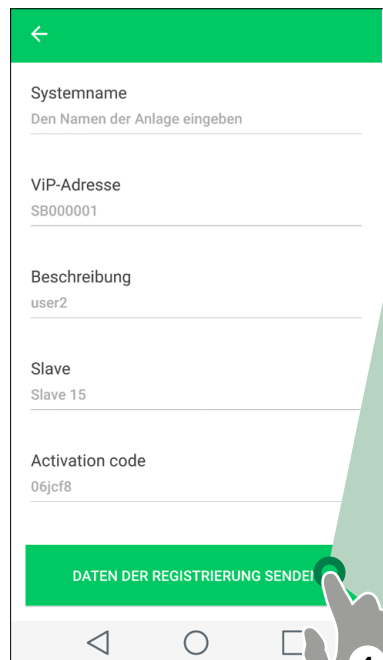 Systemname
Den Namen der Anlage eingeben
ViP-Adresse
SB000001
Beschreibung
user2
Slave
Slave 15
Activation code
06jcf8
DATEN DER REGISTRIERUNG